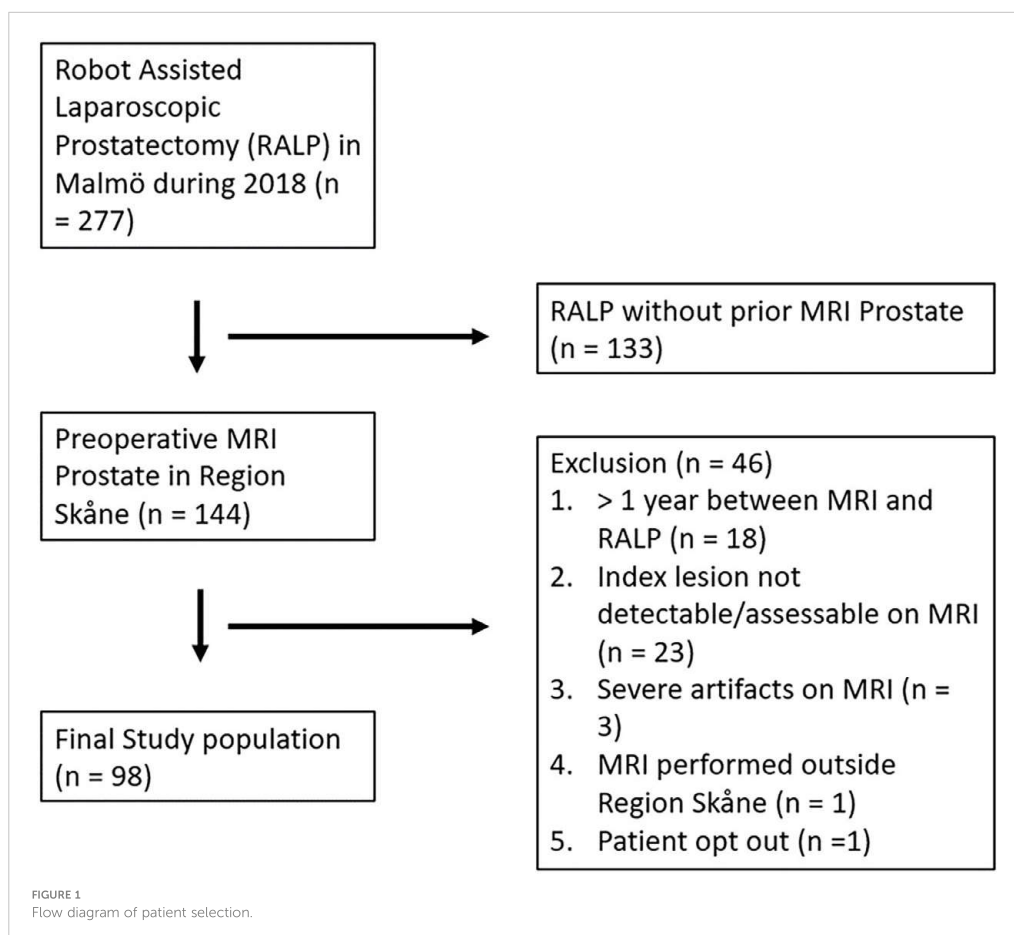 Robot Assisted
Laparoscopic
Prostatectomy (RALP) in
Malmö during 2018 (n
= 277)
RALP without prior MRI Prostate
(n = 133)
Preoperative MRI
Prostate in Region
Skåne (n = 144)
Exclusion (n = 46)
1. > 1 year between MRI and
RALP (n = 18)
2. Index lesion not
detectable/assessable on MRI
(n = 23)
3. Severe artifacts on MRI (n =
3)
4. MRI performed outside
Region Skåne (n = 1)
5. Patient opt out (n =1)
Final Study population
(n = 98)
FIGURE 1
Flow diagram of patient selection.